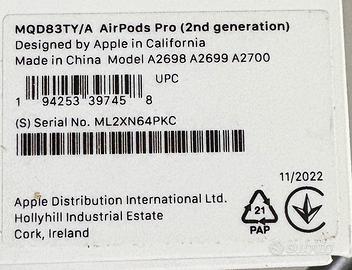 MQD83TY/A AirPods Pro (2nd generation)
Designed by Apple in California
Made in China Model A2698 A2699 A2700
UPC
1 94253 39745 8
(S) Serial No. ML2XN64PKC
11/2022
Apple Distribution International Ltd.
Hollyhill Industrial Estate
Cork, Ireland
21
PAP